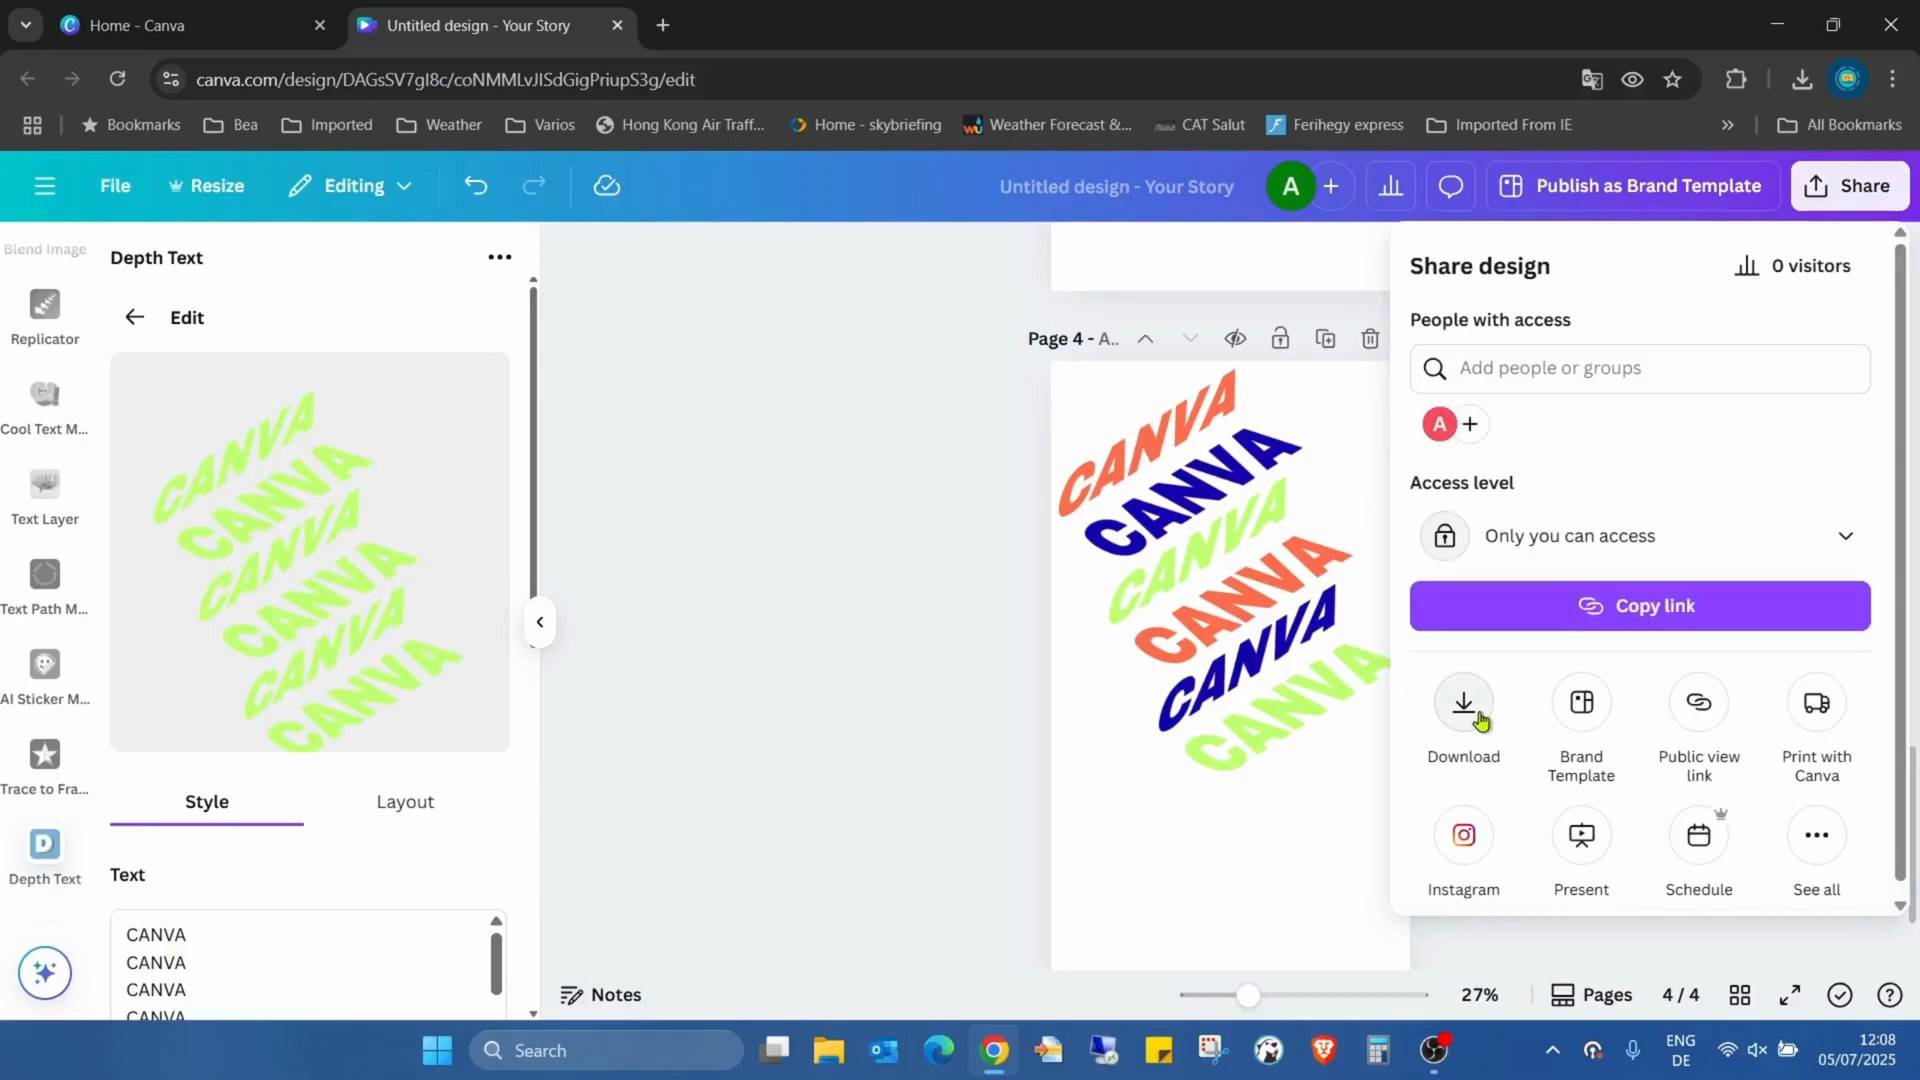 Home - Canva
Untitled design - Your Story
canva.com/design/DAGsSV7gI8c/coNMMLvJISdGigPriupS3g/edit
Bookmarks
Bea
Imported
Weather
Varios
Hong Kong Air Traff...
Home - skybriefing
Weather Forecast &...
CAT Salut
Ferihegy express
Imported From IE
All Bookmarks
File
Resize
Editing
Untitled design - Your Story
A
Publish as Brand Template
Share
Blend Image
Replicator
Cool Text M...
Text Layer
Text Path M...
AI Sticker M...
Trace to Fra...
Depth Text
Depth Text
Edit
CANVA
CANVA
CANVA
CANVA
CANVA
CANVA
Style
Layout
Text
CANVA
CANVA
CANVA
CANVA
Page 4 - A..
CANVA
CANVA
CANVA
CANVA
CANVA
CANVA
Share design
0 visitors
People with access
Add people or groups
A
Access level
Only you can access
Copy link
Download
Brand Template
Public view link
Print with Canva
Instagram
Present
Schedule
See all
Notes
27%
Pages
4 / 4
Search
ENG
DE
12:08
05/07/2025